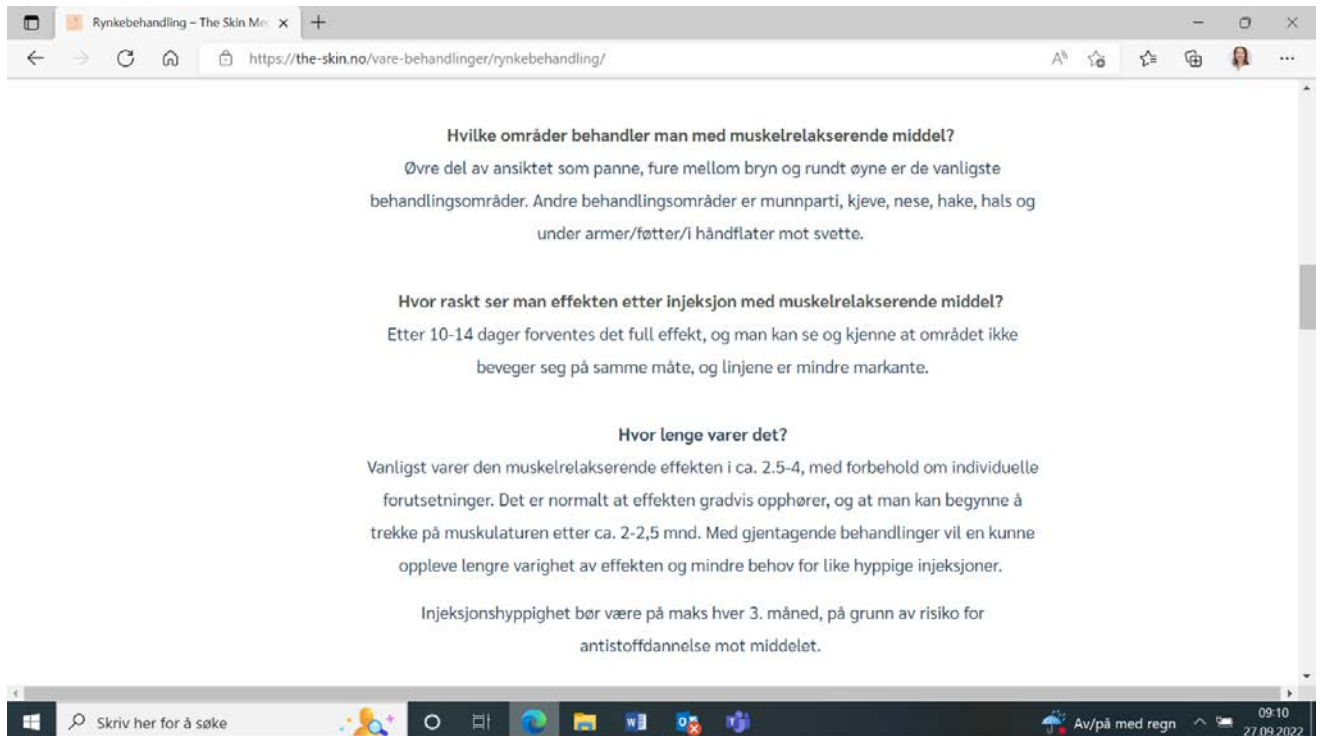 Rynkebehandling – The Skin Me
https://the-skin.no/vare-behandlinger/rynkebehandling/
Hvilke områder behandler man med muskelrelakserende middel?
Øvre del av ansiktet som panne, fure mellom bryn og rundt øyne er de vanligste
behandlingsområder. Andre behandlingsområder er munnparti, kjeve, nese, hake, hals og
under armer/føtter/i håndflater mot svette.
Hvor raskt ser man effekten etter injeksjon med muskelrelakserende middel?
Etter 10-14 dager forventes det full effekt, og man kan se og kjenne at området ikke
beveger seg på samme måte, og linjene er mindre markante.
Hvor lenge varer det?
Vanligst varer den muskelrelakserende effekten i ca. 2.5-4, med forbehold om individuelle
forutsetninger. Det er normalt at effekten gradvis opphører, og at man kan begynne å
trekke på muskulaturen etter ca. 2-2,5 mnd. Med gjentagende behandlinger vil en kunne
oppleve lengre varighet av effekten og mindre behov for like hyppige injeksjoner.
Injeksjonshyppighet bør være på maks hver 3. måned, på grunn av risiko for
antistoffdannelse mot middelet.
Skriv her for å søke
Av/på med regn
09:10
27.09.2022